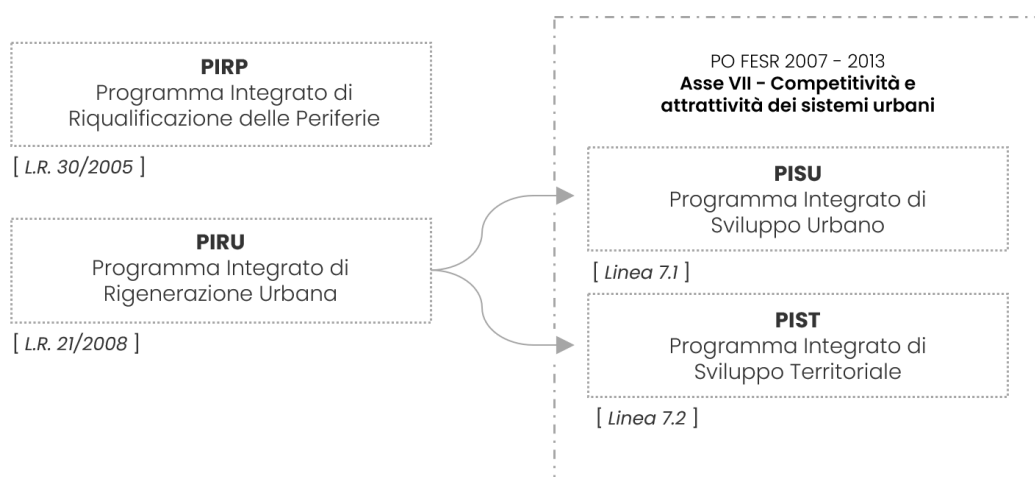 PIRP
Programma Integrato di
Riqualificazione delle Periferie
[ L.R. 30/2005 ]
PIRU
Programma Integrato di
Rigenerazione Urbana
[ L.R. 21/2008 ]
PO FESR 2007 - 2013
Asse VII - Competitività e
attrattività dei sistemi urbani
PISU
Programma Integrato di
Sviluppo Urbano
[ Linea 7.1 ]
PIST
Programma Integrato di
Sviluppo Territoriale
[ Linea 7.2 ]